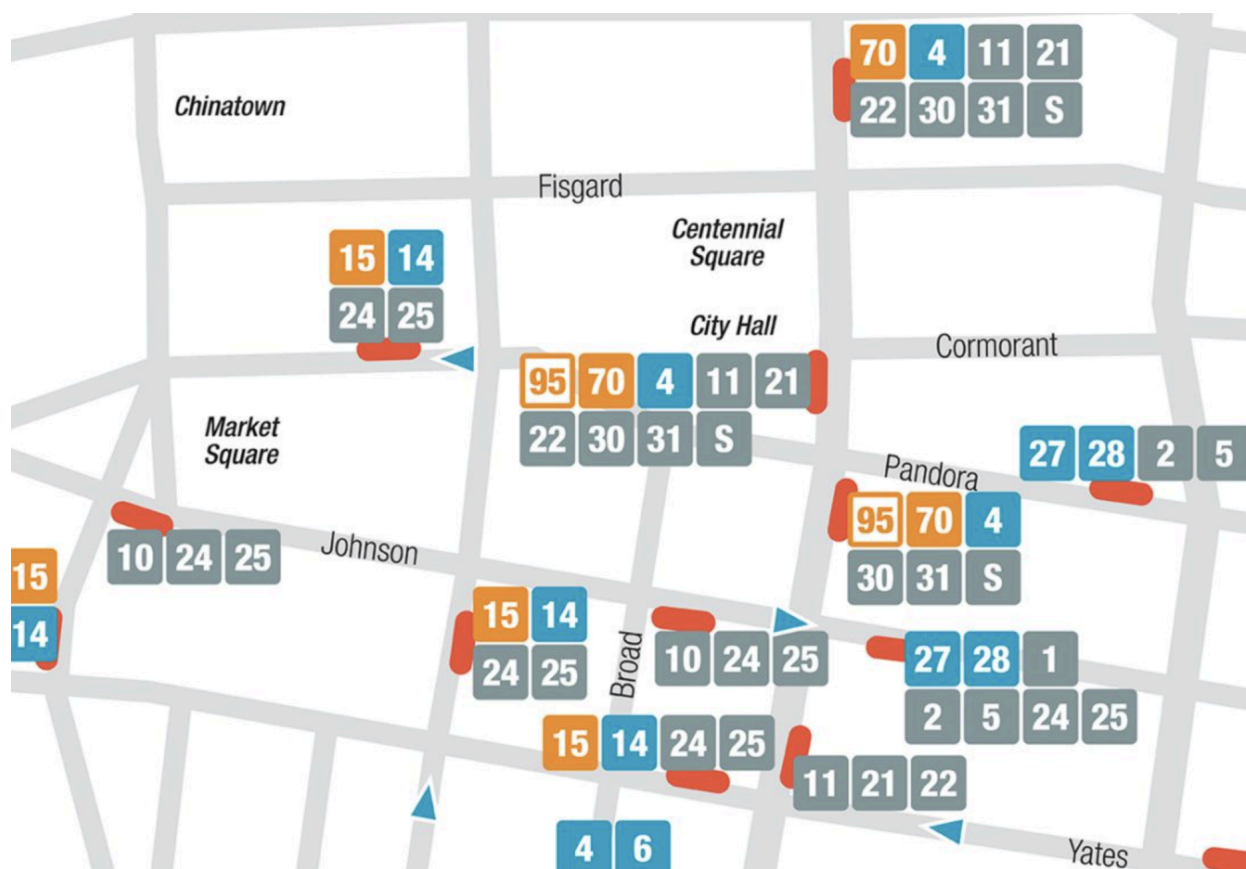 70 4 11 21
22 30 31 S
Chinatown
Fisgard
Centennial
Square
15 14
24 25
City Hall
Cormorant
95 70 4 11 21
22 30 31 S
Market
Square
27 28 2 5
Pandora
95 70 4
30 31 S
10 24 25
Johnson
15
14
15 14
24 25
Broad
10 24 25
27 28 1
2 5 24 25
15 14 24 25
11 21 22
4 6
Yates